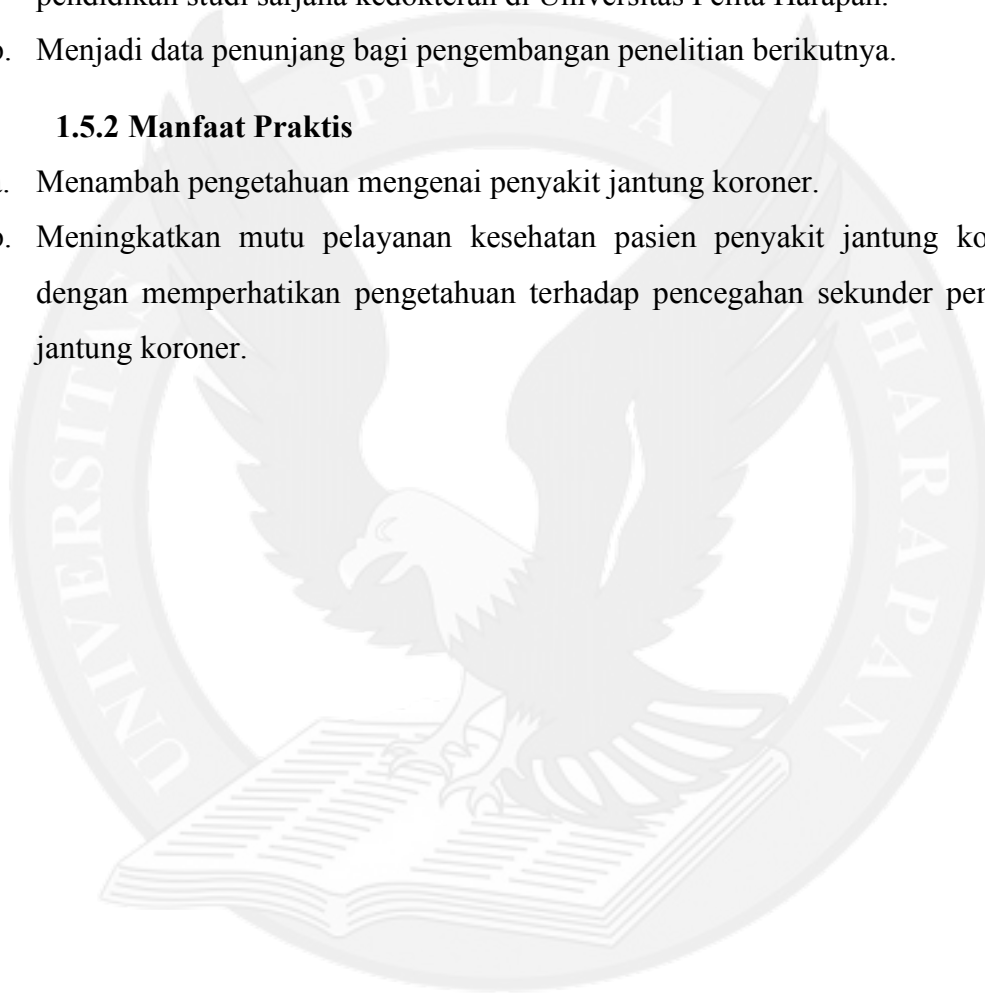 pendidikan studi sarjana kedokteran di Universitas Pelita Harapan.
b. Menjadi data penunjang bagi pengembangan penelitian berikutnya.
1.5.2 Manfaat Praktis
a. Menambah pengetahuan mengenai penyakit jantung koroner.
b. Meningkatkan mutu pelayanan kesehatan pasien penyakit jantung ko
dengan memperhatikan pengetahuan terhadap pencegahan sekunder pen
jantung koroner.
UNIVERSITAS PELITA HARAPAN